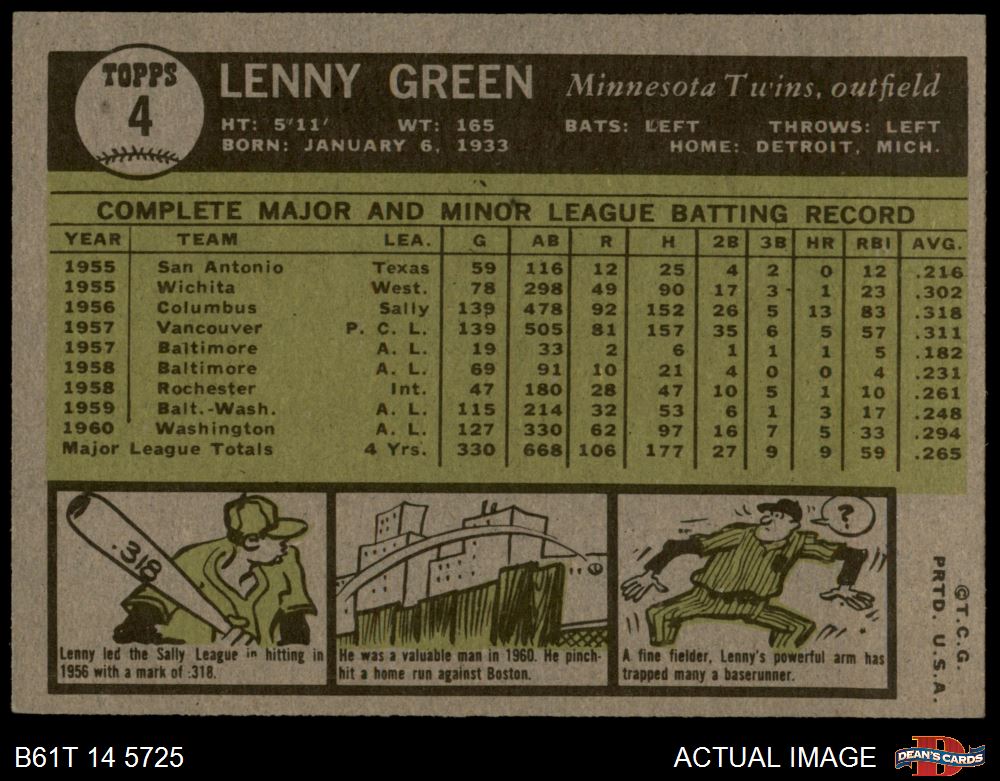 TOPPS
4
LENNY GREEN Minnesota Twins, outfield
HT: 5'11' WT: 165 BATS: LEFT THROWS: LEFT
BORN: JANUARY 6, 1933 HOME: DETROIT, MICH.
COMPLETE MAJOR AND MINOR LEAGUE BATTING RECORD
YEAR TEAM LEA. G AB R H 2B 3B HR RBI AVG.
1955 San Antonio Texas 59 116 12 25 4 2 0 12 .216
1955 Wichita West. 78 298 49 90 17 3 1 23 .302
1956 Columbus Sally 139 478 92 152 26 5 13 83 .318
1957 Vancouver P. C. L. 139 505 81 157 35 6 5 57 .311
1957 Baltimore A. L. 19 33 2 6 1 1 1 5 .182
1958 Baltimore A. L. 69 91 10 21 4 0 0 4 .231
1958 Rochester Int. 47 180 28 47 10 5 1 10 .261
1959 Balt.-Wash. A. L. 115 214 32 53 6 1 3 17 .248
1960 Washington A. L. 127 330 62 97 16 7 5 33 .294
Major League Totals 4 Yrs. 330 668 106 177 27 9 9 59 .265
.318
Lenny led the Sally League in hitting in
1956 with a mark of .318.
He was a valuable man in 1960. He pinch-
hit a home run against Boston.
?
A fine fielder, Lenny's powerful arm has
trapped many a baserunner.
©T.C.G.
PRTD. U.S.A.
B61T 14 5725
ACTUAL IMAGE
D
DEAN'S CARDS